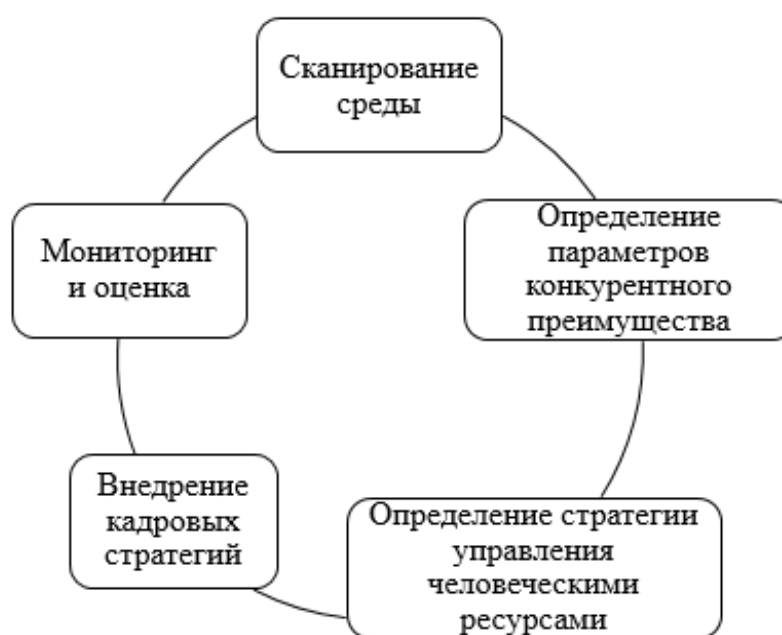 Сканирование
среды
Определение
параметров
конкурентного
преимущества
Определение стратегии
управления
человеческими
ресурсами
Внедрение
кадровых
стратегий
Мониторинг
и оценка